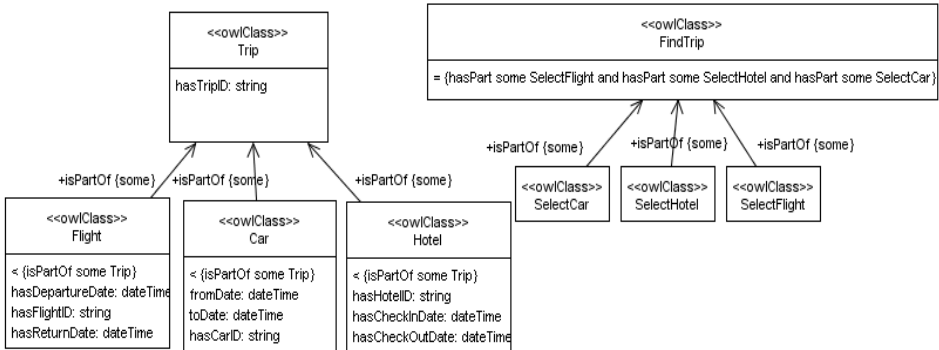 <<owlClass>>
Trip
hasTripID: string
<<owlClass>>
FindTrip
= {hasPart some SelectFlight and hasPart some SelectHotel and hasPart some SelectCar}
+isPartOf {some}
+isPartOf {some}
+isPartOf {some}
+isPartOf {some}
+isPartOf {some}
+isPartOf {some}
<<owlClass>>
SelectCar
<<owlClass>>
SelectHotel
<<owlClass>>
SelectFlight
<<owlClass>>
Flight
< {isPartOf some Trip}
hasDepartureDate: dateTime
hasFlightID: string
hasReturnDate: dateTime
<<owlClass>>
Car
< {isPartOf some Trip}
fromDate: dateTime
toDate: dateTime
hasCarID: string
<<owlClass>>
Hotel
< {isPartOf some Trip}
hasHotelID: string
hasCheckInDate: dateTime
hasCheckOutDate: dateTime